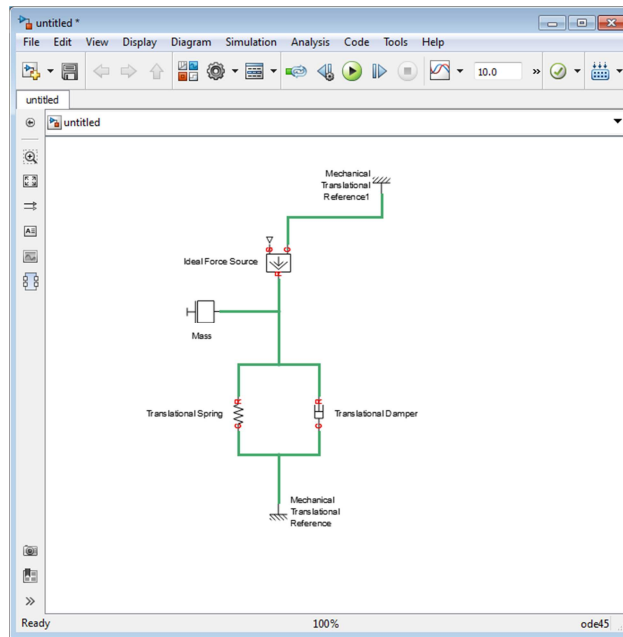 untitled *
File Edit View Display Diagram Simulation Analysis Code Tools Help
10.0
untitled
untitled
Mechanical
Translational
Reference1
S C
Ideal Force Source
R
Mass
R R
Translational Spring Translational Damper
C C
Mechanical
Translational
Reference
Ready 100% ode45